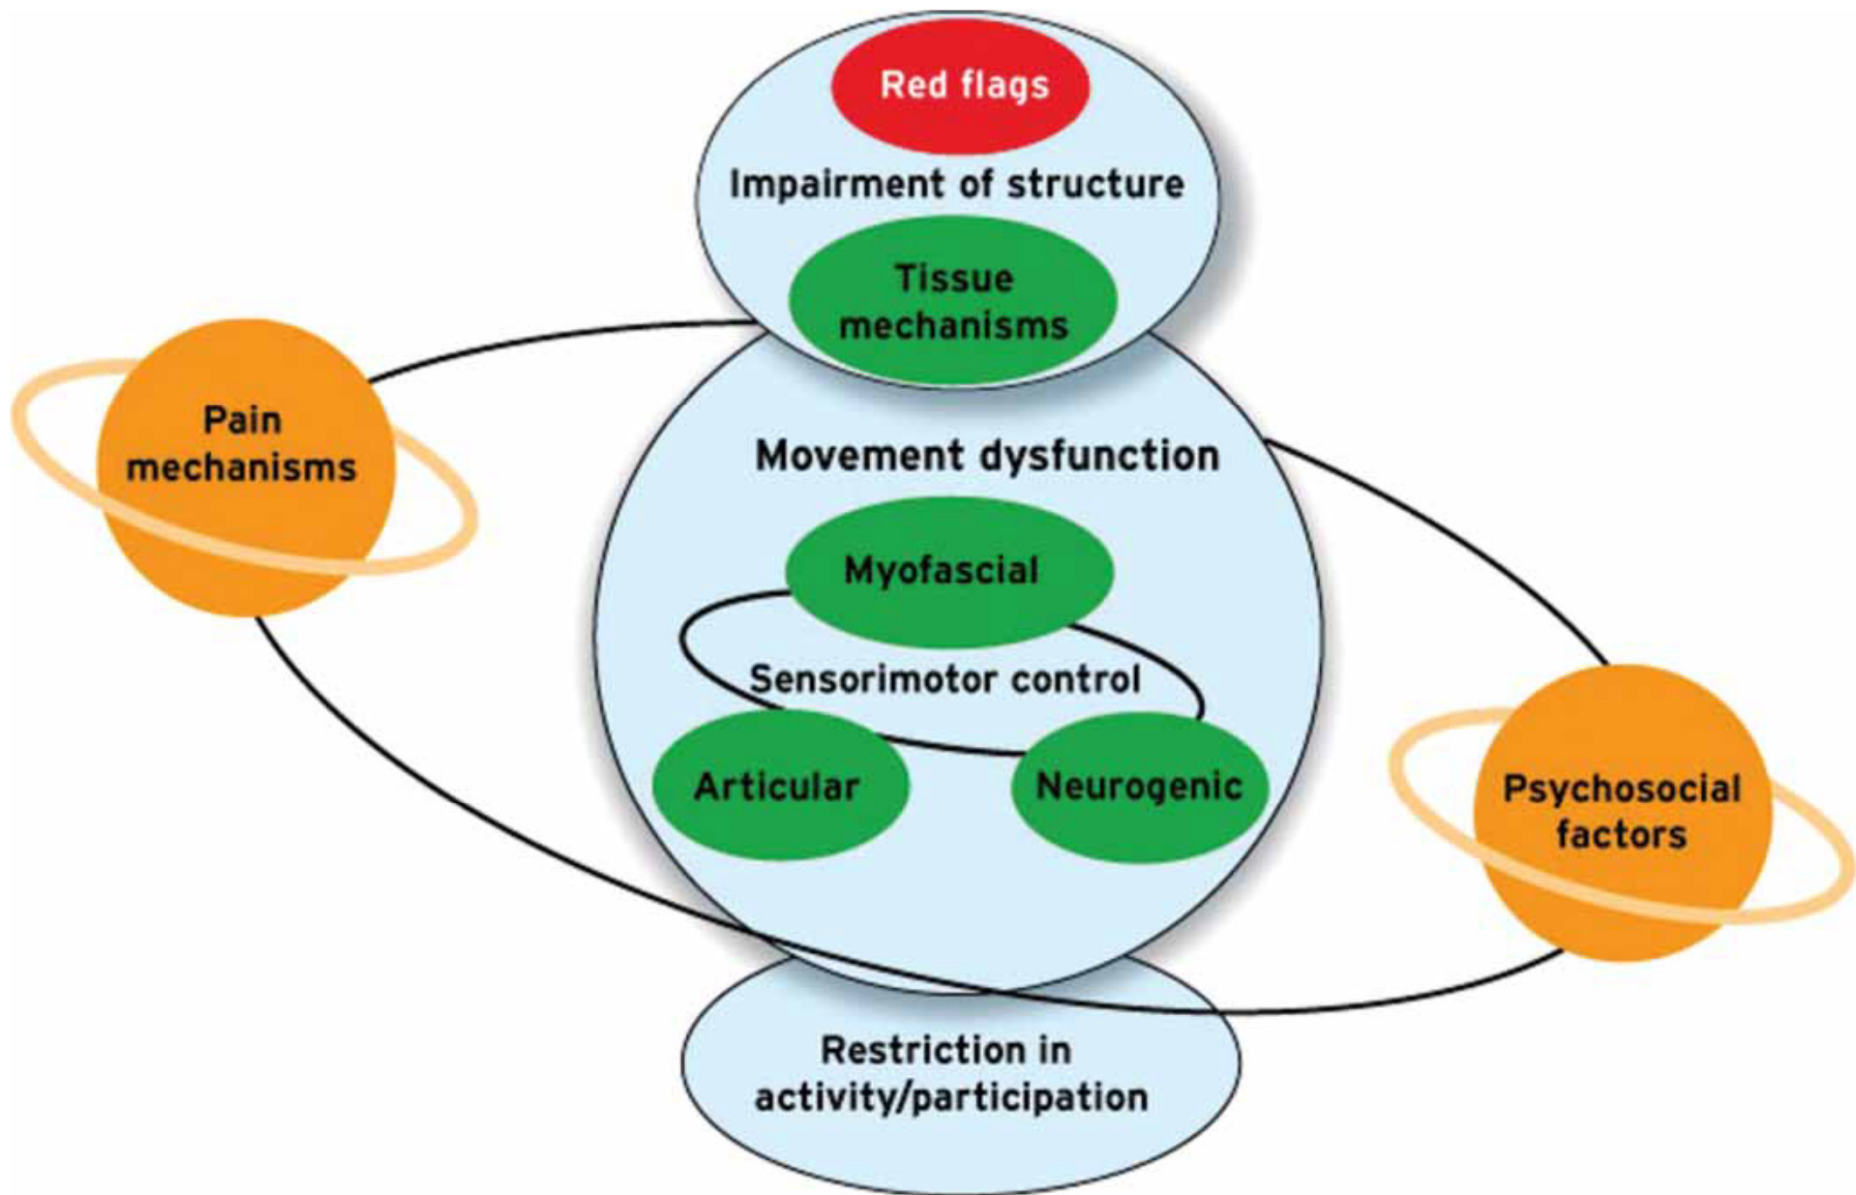 Red flags
Impairment of structure
Tissue
mechanisms
Pain
mechanisms
Movement dysfunction
Myofascial
Sensorimotor control
Articular
Neurogenic
Psychosocial
factors
Restriction in
activity/participation